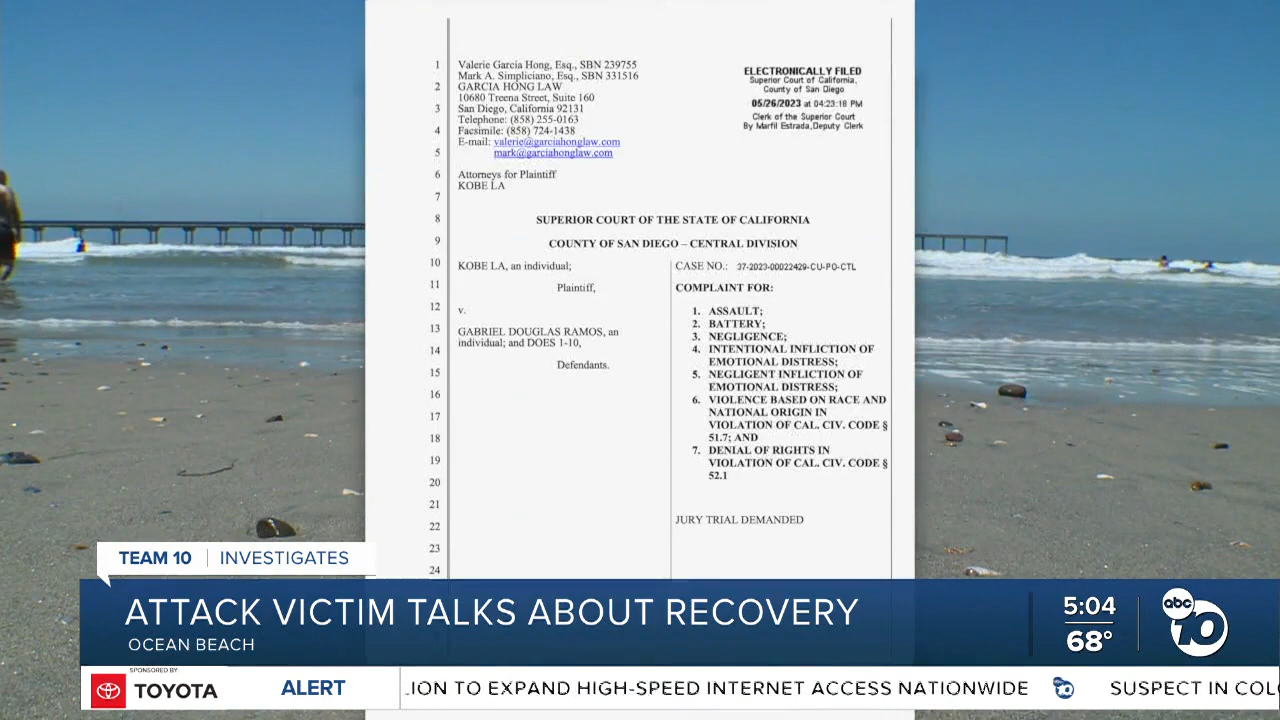 1
Valerie Garcia Hong, Esq., SBN 239755
Mark A. Simpliciano, Esq., SBN 331516
2
GARCIA HONG LAW
10680 Treena Street, Suite 160
3
San Diego, California 92131
Telephone: (858) 255-0163
4
Facsimile: (858) 724-1438
E-mail: valerie@garciahonglaw.com
5
mark@garciahonglaw.com
6
Attorneys for Plaintiff
KOBE LA
7
ELECTRONICALLY FILED
Superior Court of California,
County of San Diego
05/26/2023 at 04:23:18 PM
Clerk of the Superior Court
By Marfil Estrada,Deputy Clerk
8
SUPERIOR COURT OF THE STATE OF CALIFORNIA
9
COUNTY OF SAN DIEGO – CENTRAL DIVISION
10
KOBE LA, an individual;
11
Plaintiff,
12
v.
13
GABRIEL DOUGLAS RAMOS, an
individual; and DOES 1-10,
14
Defendants.
15
16
17
18
19
20
21
22
23
24
CASE NO.: 37-2023-00022429-CU-PO-CTL
COMPLAINT FOR:
1. ASSAULT;
2. BATTERY;
3. NEGLIGENCE;
4. INTENTIONAL INFLICTION OF
EMOTIONAL DISTRESS;
5. NEGLIGENT INFLICTION OF
EMOTIONAL DISTRESS;
6. VIOLENCE BASED ON RACE AND
NATIONAL ORIGIN IN
VIOLATION OF CAL. CIV. CODE §
51.7; AND
7. DENIAL OF RIGHTS IN
VIOLATION OF CAL. CIV. CODE §
52.1
JURY TRIAL DEMANDED
TEAM 10 | INVESTIGATES
ATTACK VICTIM TALKS ABOUT RECOVERY
OCEAN BEACH
5:04
68°
abc
10
SPONSORED BY
TOYOTA
ALERT
ION TO EXPAND HIGH-SPEED INTERNET ACCESS NATIONWIDE
SUSPECT IN COL